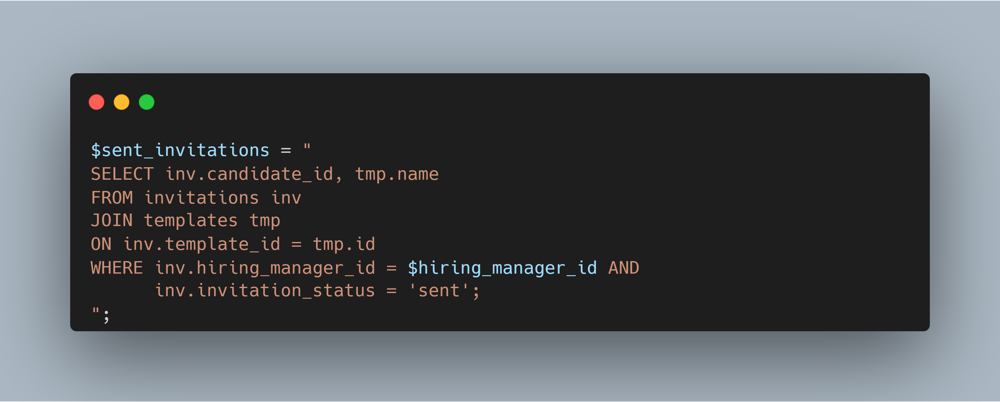 $sent_invitations = "
SELECT inv.candidate_id, tmp.name
FROM invitations inv
JOIN templates tmp
ON inv.template_id = tmp.id
WHERE inv.hiring_manager_id = $hiring_manager_id AND
      inv.invitation_status = 'sent';
";